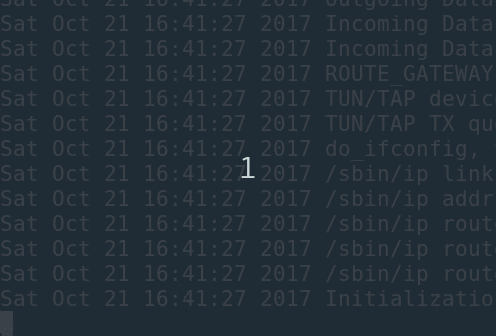 Sat Oct 21 16:41:27 2017 Outgoing Data
Sat Oct 21 16:41:27 2017 Incoming Data
Sat Oct 21 16:41:27 2017 Incoming Data
Sat Oct 21 16:41:27 2017 ROUTE_GATEWAY
Sat Oct 21 16:41:27 2017 TUN/TAP devic
Sat Oct 21 16:41:27 2017 TUN/TAP TX qu
Sat Oct 21 16:41:27 2017 do_ifconfig,
1
Sat Oct 21 16:41:27 2017 /sbin/ip link
Sat Oct 21 16:41:27 2017 /sbin/ip addr
Sat Oct 21 16:41:27 2017 /sbin/ip rout
Sat Oct 21 16:41:27 2017 /sbin/ip rout
Sat Oct 21 16:41:27 2017 /sbin/ip rout
Sat Oct 21 16:41:27 2017 Initializatio